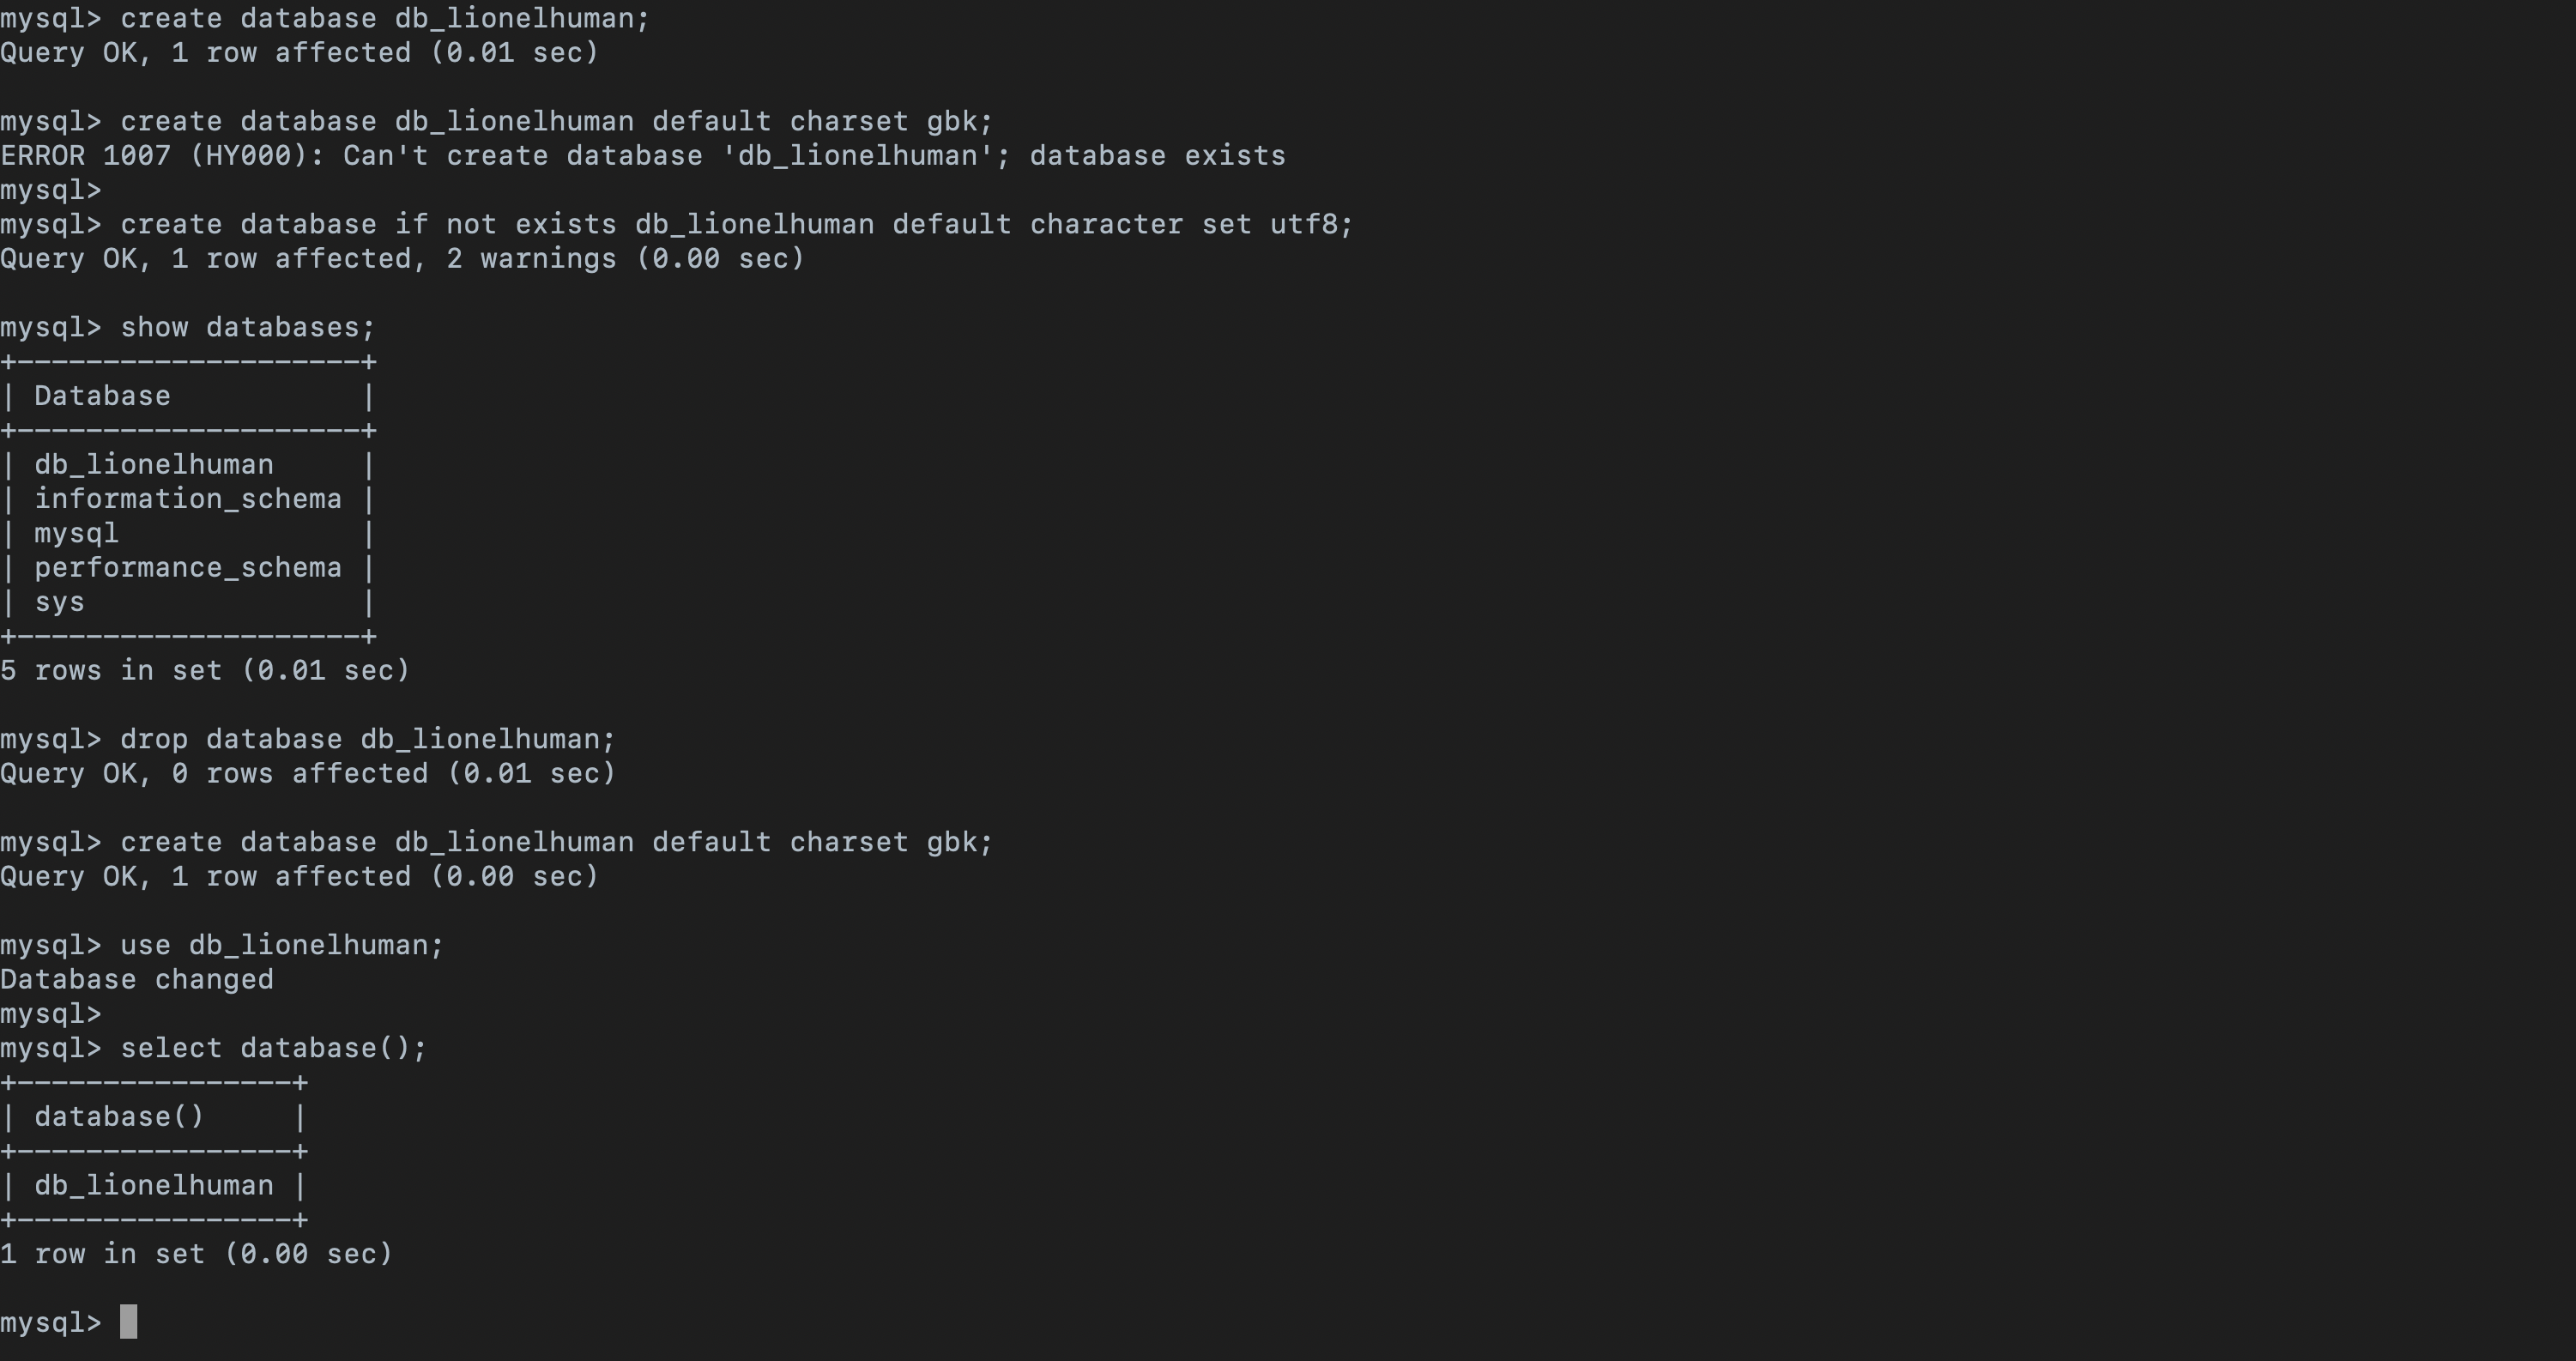 mysql> create database db_lionelhuman;
Query OK, 1 row affected (0.01 sec)
mysql> create database db_lionelhuman default charset gbk;
ERROR 1007 (HY000): Can't create database 'db_lionelhuman'; database exists
mysql>
mysql> create database if not exists db_lionelhuman default character set utf8;
Query OK, 1 row affected, 2 warnings (0.00 sec)
mysql> show databases;
+--------------------+
| Database           |
+--------------------+
| db_lionelhuman     |
| information_schema |
| mysql              |
| performance_schema |
| sys                |
+--------------------+
5 rows in set (0.01 sec)
mysql> drop database db_lionelhuman;
Query OK, 0 rows affected (0.01 sec)
mysql> create database db_lionelhuman default charset gbk;
Query OK, 1 row affected (0.00 sec)
mysql> use db_lionelhuman;
Database changed
mysql>
mysql> select database();
+----------------+
| database()     |
+----------------+
| db_lionelhuman |
+----------------+
1 row in set (0.00 sec)
mysql>